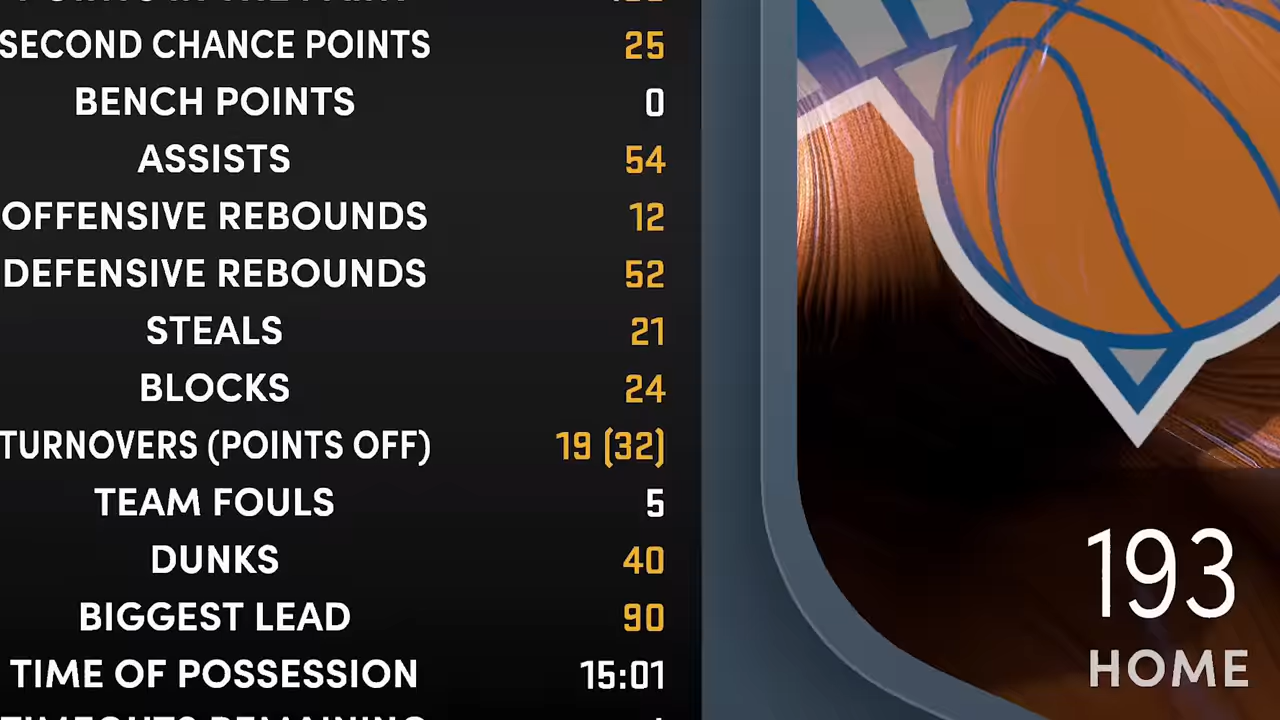 SECOND CHANCE POINTS 25
BENCH POINTS 0
ASSISTS 54
OFFENSIVE REBOUNDS 12
DEFENSIVE REBOUNDS 52
STEALS 21
BLOCKS 24
TURNOVERS (POINTS OFF) 19 (32)
TEAM FOULS 5
DUNKS 40
BIGGEST LEAD 90
TIME OF POSSESSION 15:01
TIMEOUTS REMAINING
193
HOME